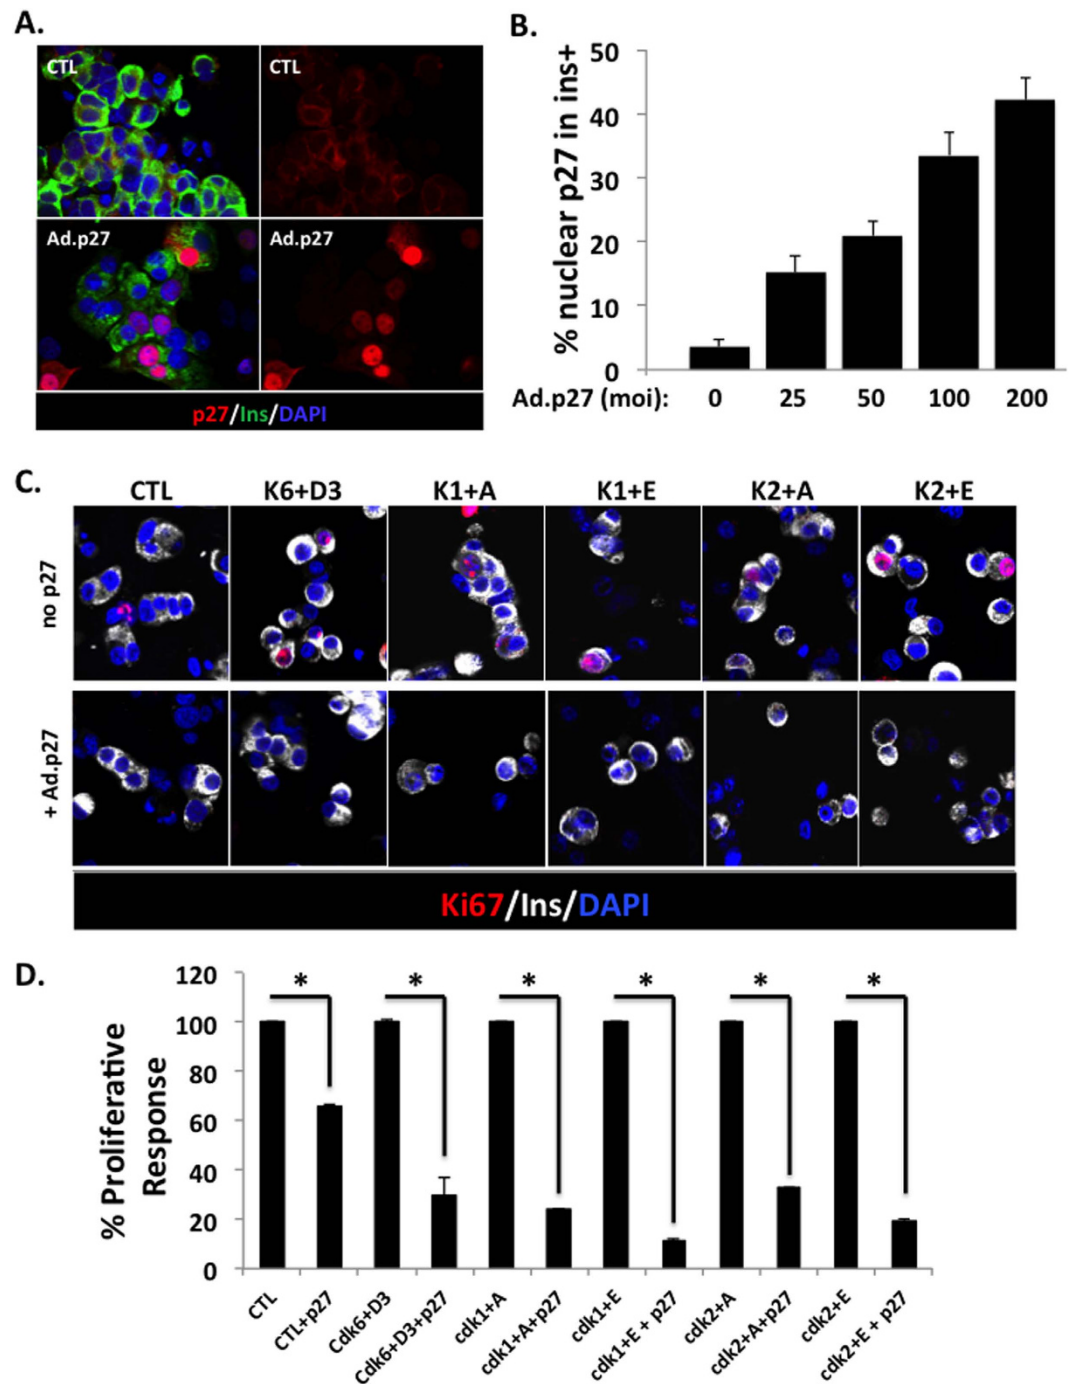 A.
CTL
CTL
Ad.p27
Ad.p27
p27/Ins/DAPI
B.
% nuclear p27 in ins+
50
40
30
20
10
0
Ad.p27 (moi): 0 25 50 100 200
C.
CTL K6+D3 K1+A K1+E K2+A K2+E
no p27
+ Ad.p27
Ki67/Ins/DAPI
D.
% Proliferative
Response
120
100
80
60
40
20
0
* * * * * *
CTL
CTL+p27
Cdk6+D3
Cdk6+D3+p27
cdk1+A
cdk1+A+p27
cdk1+E
cdk1+E + p27
cdk2+A
cdk2+A+p27
cdk2+E
cdk2+E + p27